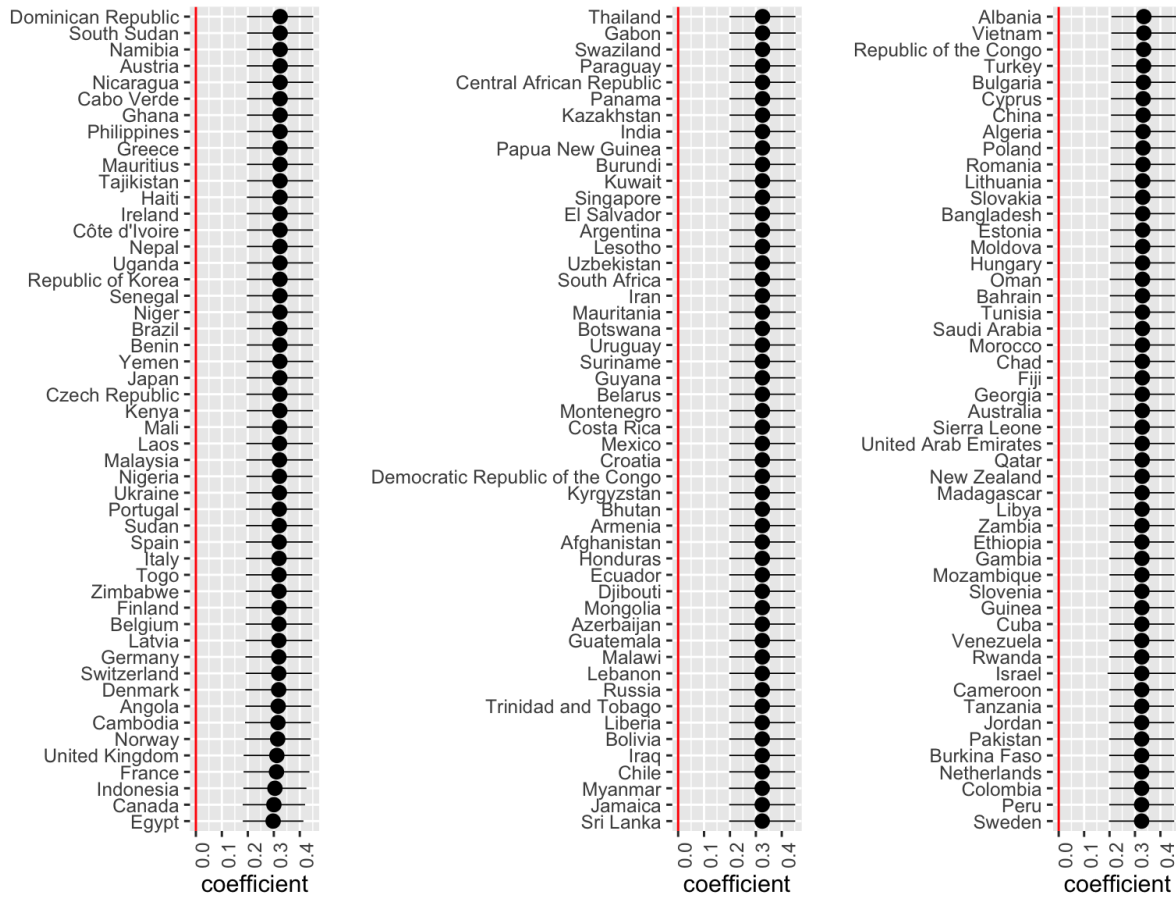 Dominican Republic
South Sudan
Namibia
Austria
Nicaragua
Cabo Verde
Ghana
Philippines
Greece
Mauritius
Tajikistan
Haiti
Ireland
Côte d'Ivoire
Nepal
Uganda
Republic of Korea
Senegal
Niger
Brazil
Benin
Yemen
Japan
Czech Republic
Kenya
Mali
Laos
Malaysia
Nigeria
Ukraine
Portugal
Sudan
Spain
Italy
Togo
Zimbabwe
Finland
Belgium
Latvia
Germany
Switzerland
Denmark
Angola
Cambodia
Norway
United Kingdom
France
Indonesia
Canada
Egypt
0.0 0.1 0.2 0.3 0.4
coefficient
Thailand
Gabon
Swaziland
Paraguay
Central African Republic
Panama
Kazakhstan
India
Papua New Guinea
Burundi
Kuwait
Singapore
El Salvador
Argentina
Lesotho
Uzbekistan
South Africa
Iran
Mauritania
Botswana
Uruguay
Suriname
Guyana
Belarus
Montenegro
Costa Rica
Mexico
Croatia
Democratic Republic of the Congo
Kyrgyzstan
Bhutan
Armenia
Afghanistan
Honduras
Ecuador
Djibouti
Mongolia
Azerbaijan
Guatemala
Malawi
Lebanon
Russia
Trinidad and Tobago
Liberia
Bolivia
Iraq
Chile
Myanmar
Jamaica
Sri Lanka
0.0 0.1 0.2 0.3 0.4
coefficient
Albania
Vietnam
Republic of the Congo
Turkey
Bulgaria
Cyprus
China
Algeria
Poland
Romania
Lithuania
Slovakia
Bangladesh
Estonia
Moldova
Hungary
Oman
Bahrain
Tunisia
Saudi Arabia
Morocco
Chad
Fiji
Georgia
Australia
Sierra Leone
United Arab Emirates
Qatar
New Zealand
Madagascar
Libya
Zambia
Ethiopia
Gambia
Mozambique
Slovenia
Guinea
Cuba
Venezuela
Rwanda
Israel
Cameroon
Tanzania
Jordan
Pakistan
Burkina Faso
Netherlands
Colombia
Peru
Sweden
0.0 0.1 0.2 0.3 0.4
coefficient